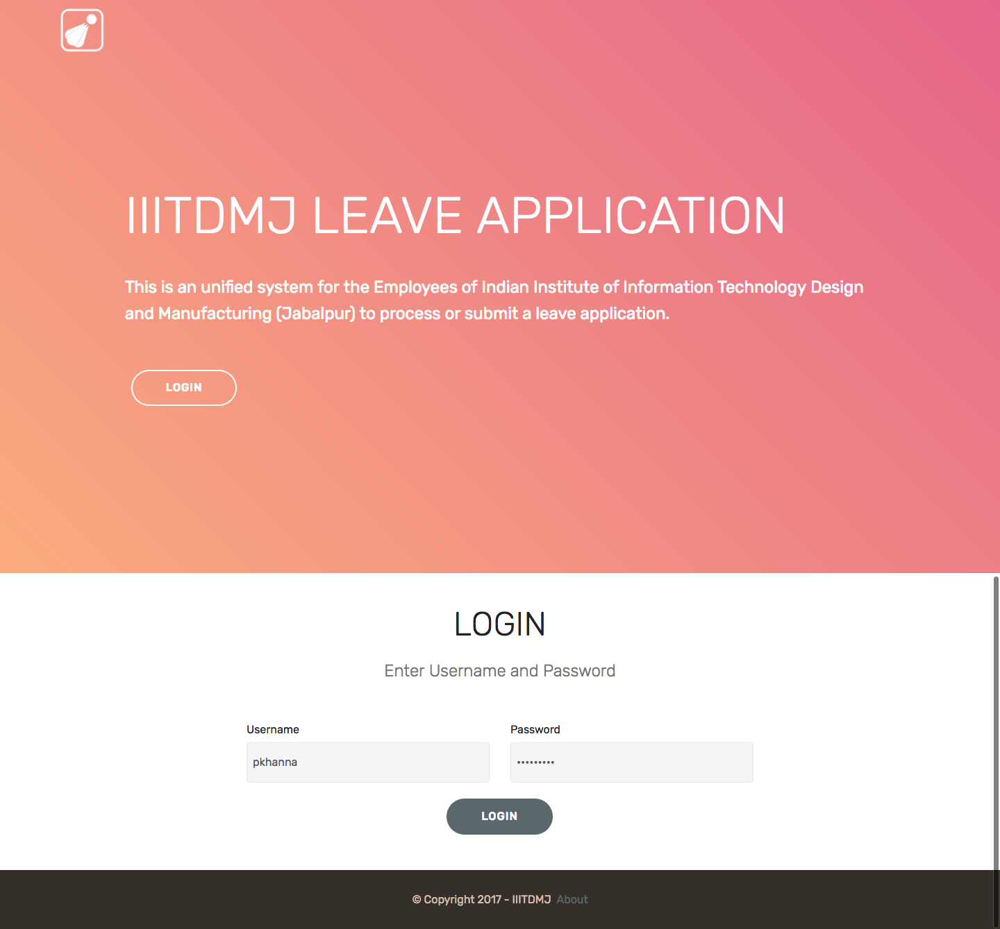 IIITDMJ LEAVE APPLICATION
This is an unified system for the Employees of Indian Institute of Information Technology Design
and Manufacturing (Jabalpur) to process or submit a leave application.
LOGIN
LOGIN
Enter Username and Password
Username
Password
pkhanna
•••••••••
LOGIN
© Copyright 2017 - IIITDMJ About